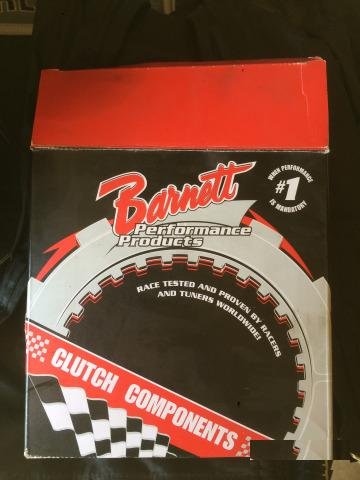 Barnett
Performance
Products
WHEN PERFORMANCE
#1
IS MANDATORY
RACE TESTED AND PROVEN BY RACERS
AND TUNERS WORLDWIDE!
CLUTCH COMPONENTS